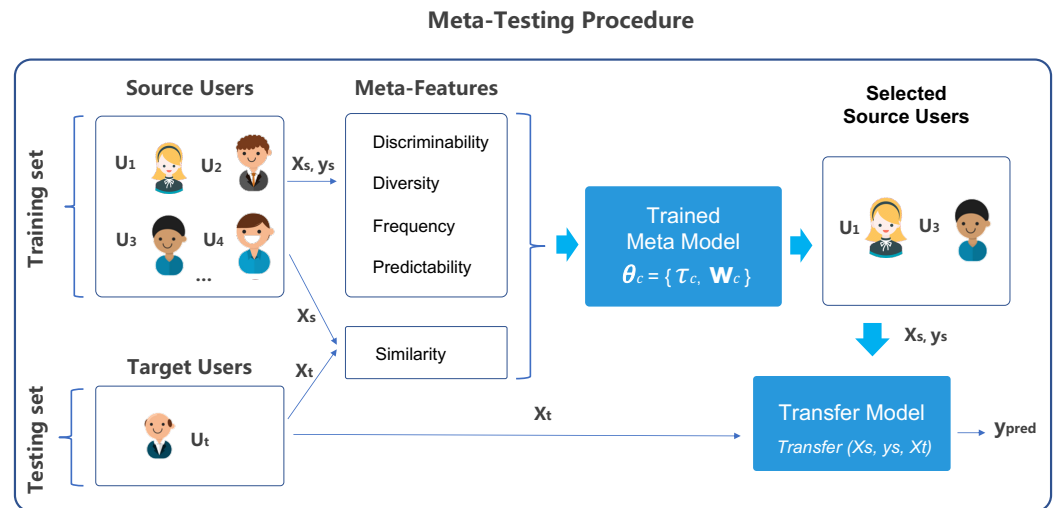 Meta-Testing Procedure
Source Users
Meta-Features
Selected
Source Users
Training set
U1
U2
U3
U4
...
Xs, ys
Discriminability
Diversity
Frequency
Predictability
Trained
Meta Model
θc = { τc, Wc }
U1
U3
Xs
Xt
Similarity
Xs, ys
Testing set
Target Users
Ut
Xt
Transfer Model
Transfer (Xs, ys, Xt)
ypred